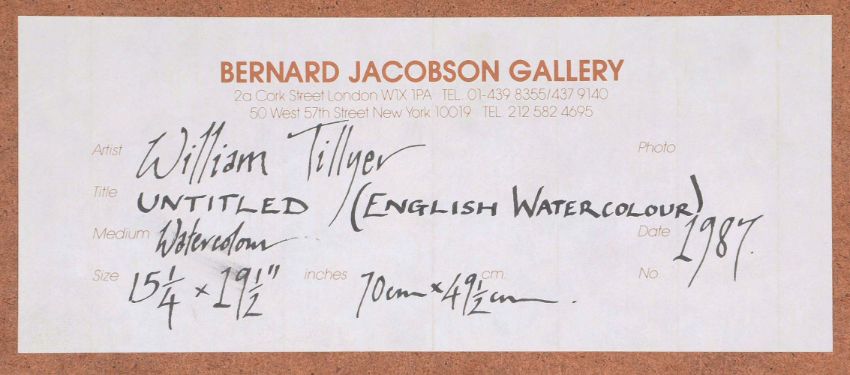 BERNARD JACOBSON GALLERY
2a Cork Street London W1X 1PA TEL. 01-439 8355/437 9140
50 West 57th Street New York 10019 TEL 212 582 4695
Artist William Tillyer Photo
Title UNTITLED (ENGLISH WATERCOLOUR)
Medium Watercolour Date 1987.
Size 15 1/4 × 19 1/2" inches 70cm × 49 1/2 cm cm. No.